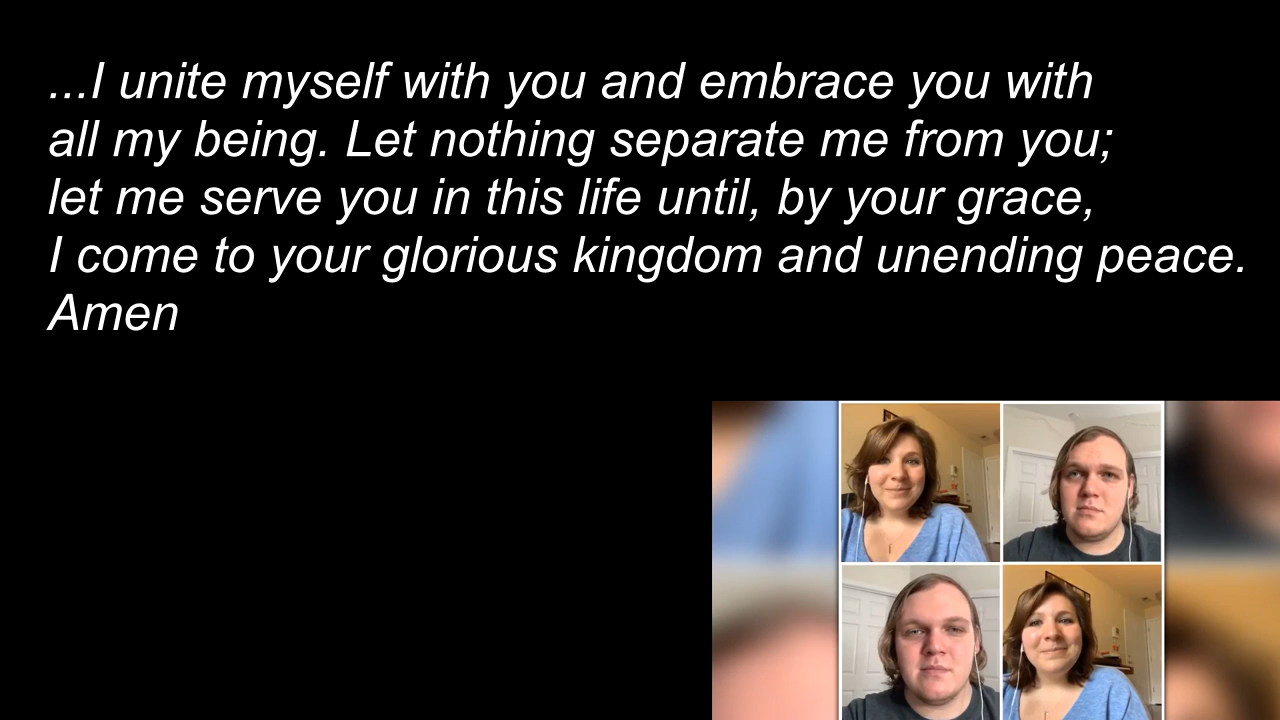 ...I unite myself with you and embrace you with
all my being. Let nothing separate me from you;
let me serve you in this life until, by your grace,
I come to your glorious kingdom and unending peace.
Amen